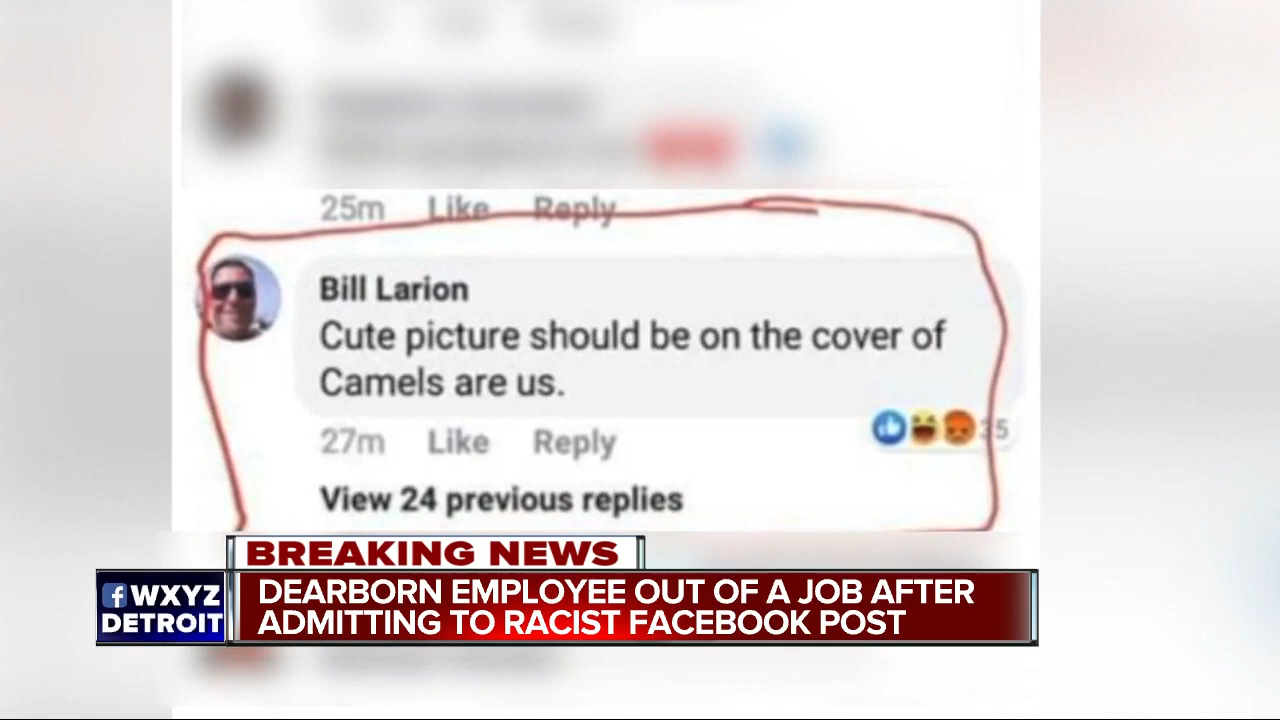 25m Like Reply
Bill Larion
Cute picture should be on the cover of
Camels are us.
27m Like Reply
View 24 previous replies
BREAKING NEWS
f WXYZ
DETROIT
DEARBORN EMPLOYEE OUT OF A JOB AFTER
ADMITTING TO RACIST FACEBOOK POST